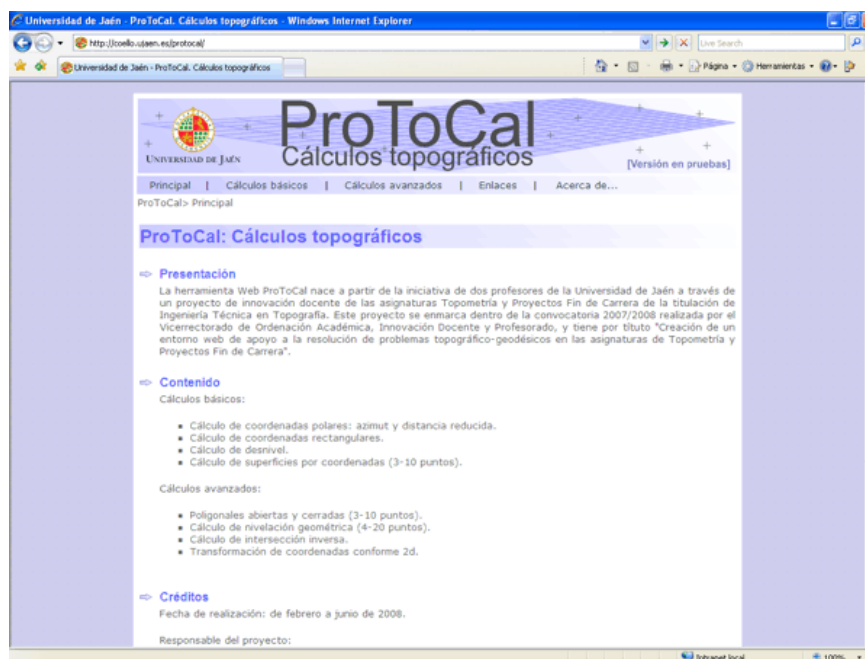 Universidad de Jaén - ProToCal. Cálculos topográficos - Windows Internet Explorer
http://coello.ujaen.es/protocal/
Live Search
Universidad de Jaén - ProToCal. Cálculos topográficos
Página
Herramientas
ProToCal
Cálculos topográficos
UNIVERSIDAD DE JAÉN
[Versión en pruebas]
Principal | Cálculos básicos | Cálculos avanzados | Enlaces | Acerca de...
ProToCal> Principal
ProToCal: Cálculos topográficos
Presentación
La herramienta Web ProToCal nace a partir de la iniciativa de dos profesores de la Universidad de Jaén a través de
un proyecto de innovación docente de las asignaturas Topometría y Proyectos Fin de Carrera de la titulación de
Ingeniería Técnica en Topografía. Este proyecto se enmarca dentro de la convocatoria 2007/2008 realizada por el
Vicerrectorado de Ordenación Académica, Innovación Docente y Profesorado, y tiene por título "Creación de un
entorno web de apoyo a la resolución de problemas topográfico-geodésicos en las asignaturas de Topometría y
Proyectos Fin de Carrera".
Contenido
Cálculos básicos:
Cálculo de coordenadas polares: azimut y distancia reducida.
Cálculo de coordenadas rectangulares.
Cálculo de desnivel.
Cálculo de superficies por coordenadas (3-10 puntos).
Cálculos avanzados:
Poligonales abiertas y cerradas (3-10 puntos).
Cálculo de nivelación geométrica (4-20 puntos).
Cálculo de intersección inversa.
Transformación de coordenadas conforme 2d.
Créditos
Fecha de realización: de febrero a junio de 2008.
Responsable del proyecto:
Intranet local
100%